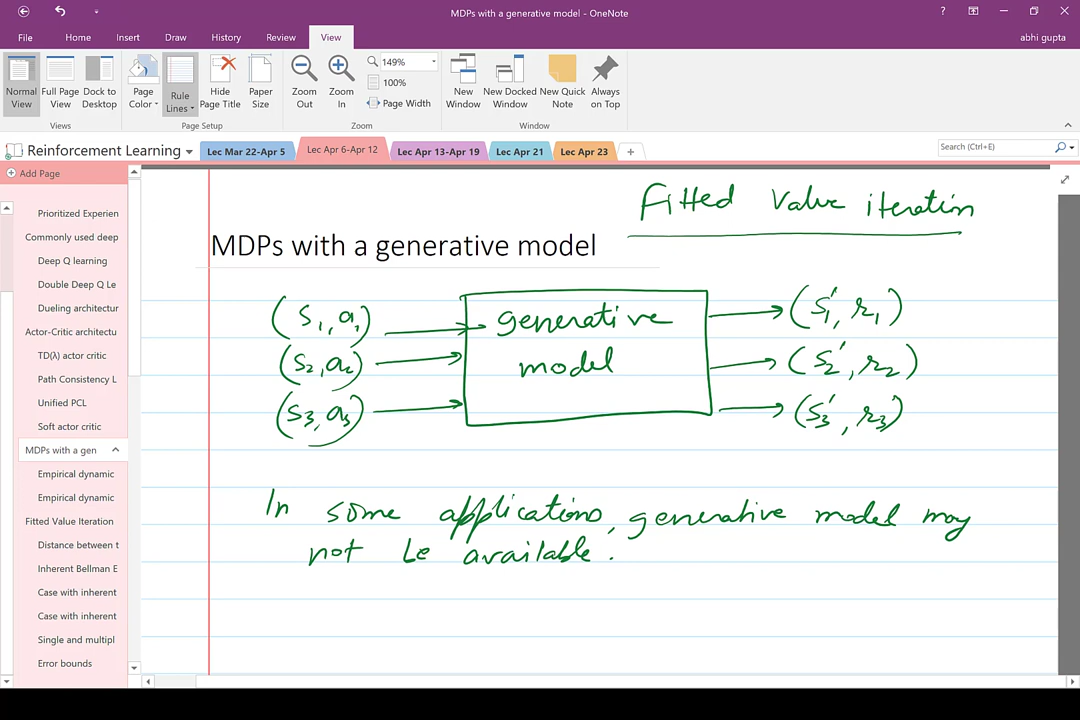 MDPs with a generative model - OneNote
?
File
Home
Insert
Draw
History
Review
View
abhi gupta
Normal View
Full Page View
Dock to Desktop
Page Color
Rule Lines
Hide Page Title
Paper Size
Zoom Out
Zoom In
149%
100%
Page Width
New Window
New Docked Window
New Quick Note
Always on Top
Views
Page Setup
Zoom
Window
Reinforcement Learning
Lec Mar 22-Apr 5
Lec Apr 6-Apr 12
Lec Apr 13-Apr 19
Lec Apr 21
Lec Apr 23
+
Search (Ctrl+E)
Add Page
Prioritized Experien
Commonly used deep
Deep Q learning
Double Deep Q Le
Dueling architectur
Actor-Critic architectu
TD(λ) actor critic
Path Consistency L
Unified PCL
Soft actor critic
MDPs with a gen
Empirical dynamic
Empirical dynamic
Fitted Value Iteration
Distance between t
Inherent Bellman E
Case with inherent
Case with inherent
Single and multipl
Error bounds
Fitted Value iteration
MDPs with a generative model
(s₁, a₁)
generative
(s₁', r₁)
(s₂, a₂)
model
(s₂', r₂)
(s₃, a₃)
(s₃', r₃)
In some applications, generative model may
not be available.